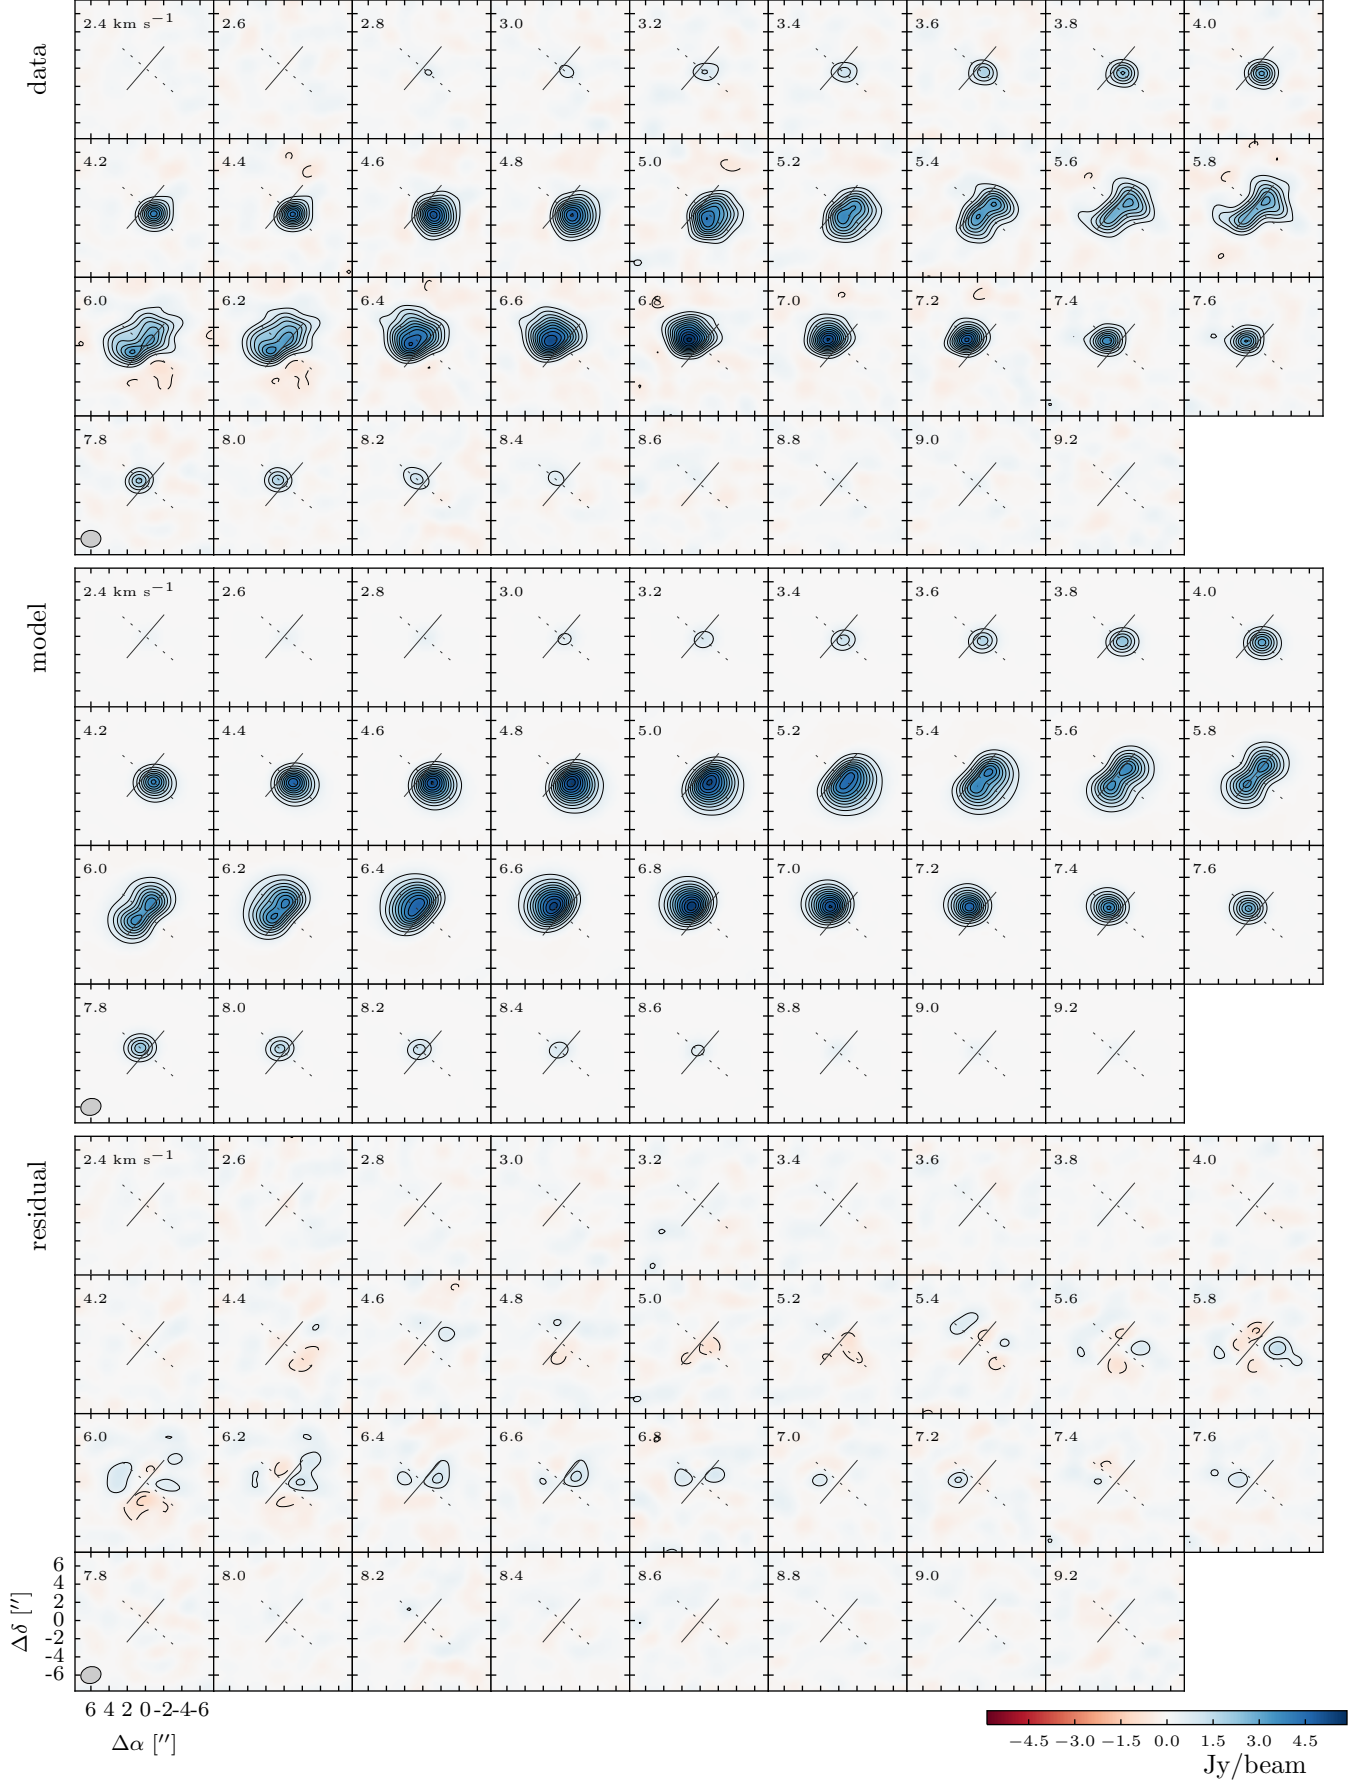 data
2.4 km s−1 2.6 2.8 3.0 3.2 3.4 3.6 3.8 4.0
4.2 4.4 4.6 4.8 5.0 5.2 5.4 5.6 5.8
6.0 6.2 6.4 6.6 6.8 7.0 7.2 7.4 7.6
7.8 8.0 8.2 8.4 8.6 8.8 9.0 9.2
model
2.4 km s−1 2.6 2.8 3.0 3.2 3.4 3.6 3.8 4.0
4.2 4.4 4.6 4.8 5.0 5.2 5.4 5.6 5.8
6.0 6.2 6.4 6.6 6.8 7.0 7.2 7.4 7.6
7.8 8.0 8.2 8.4 8.6 8.8 9.0 9.2
residual
2.4 km s−1 2.6 2.8 3.0 3.2 3.4 3.6 3.8 4.0
4.2 4.4 4.6 4.8 5.0 5.2 5.4 5.6 5.8
6.0 6.2 6.4 6.6 6.8 7.0 7.2 7.4 7.6
7.8 8.0 8.2 8.4 8.6 8.8 9.0 9.2
6
4
2
0
-2
-4
-6
Δδ [″]
6 4 2 0 -2 -4 -6
Δα [″]
−4.5 −3.0 −1.5 0.0 1.5 3.0 4.5
Jy/beam